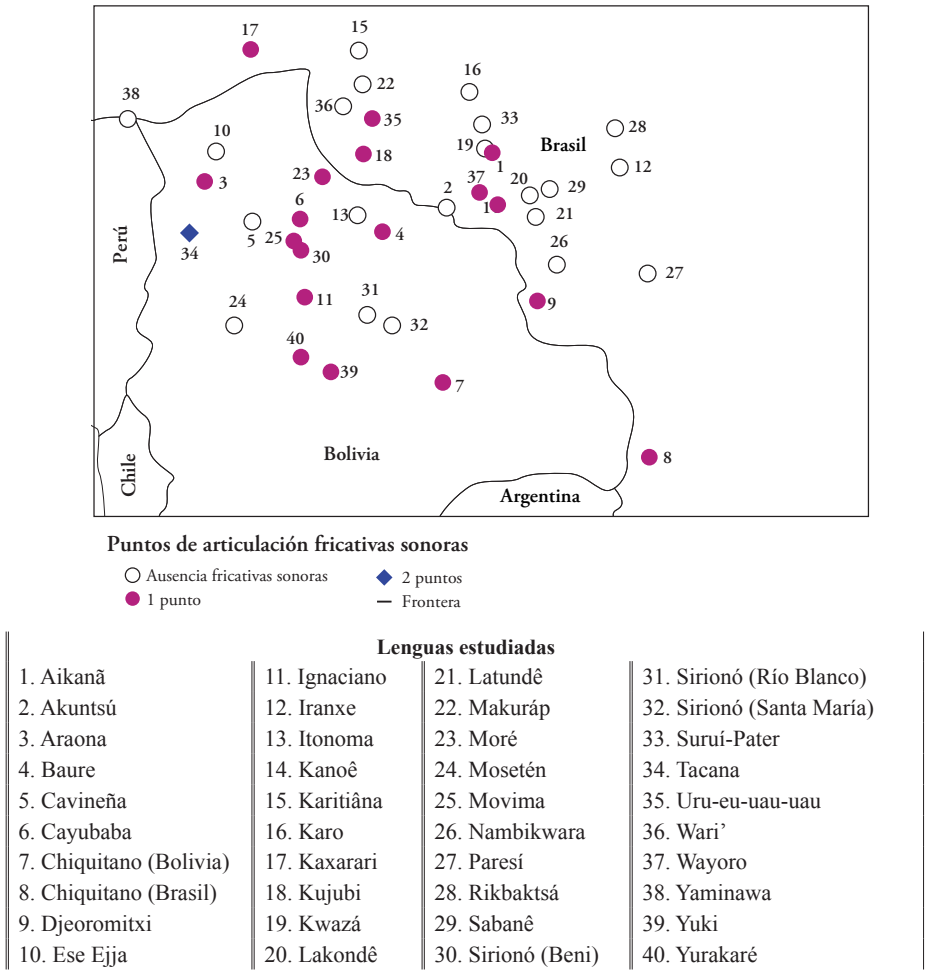 17
15
22
16
38
36
35
33
28
10
19
Brasil
18
1
12
3
23
37
20
29
2
1
21
6
13
4
5
25
30
34
26
27
Perú
24
11
31
32
9
40
39
7
Bolivia
8
Chile
Argentina
Puntos de articulación fricativas sonoras
Ausencia fricativas sonoras
2 puntos
1 punto
Frontera
Lenguas estudiadas
1. Aikanã 11. Ignaciano 21. Latundê 31. Sirionó (Río Blanco)
2. Akuntsú 12. Iranxe 22. Makuráp 32. Sirionó (Santa María)
3. Araona 13. Itonoma 23. Moré 33. Suruí-Pater
4. Baure 14. Kanoê 24. Mosetén 34. Tacana
5. Cavineña 15. Karitiâna 25. Movima 35. Uru-eu-uau-uau
6. Cayubaba 16. Karo 26. Nambikwara 36. Wari’
7. Chiquitano (Bolivia) 17. Kaxarari 27. Paresí 37. Wayoro
8. Chiquitano (Brasil) 18. Kujubi 28. Rikbaktsá 38. Yaminawa
9. Djeoromitxi 19. Kwazá 29. Sabanê 39. Yuki
10. Ese Ejja 20. Lakondê 30. Sirionó (Beni) 40. Yurakaré